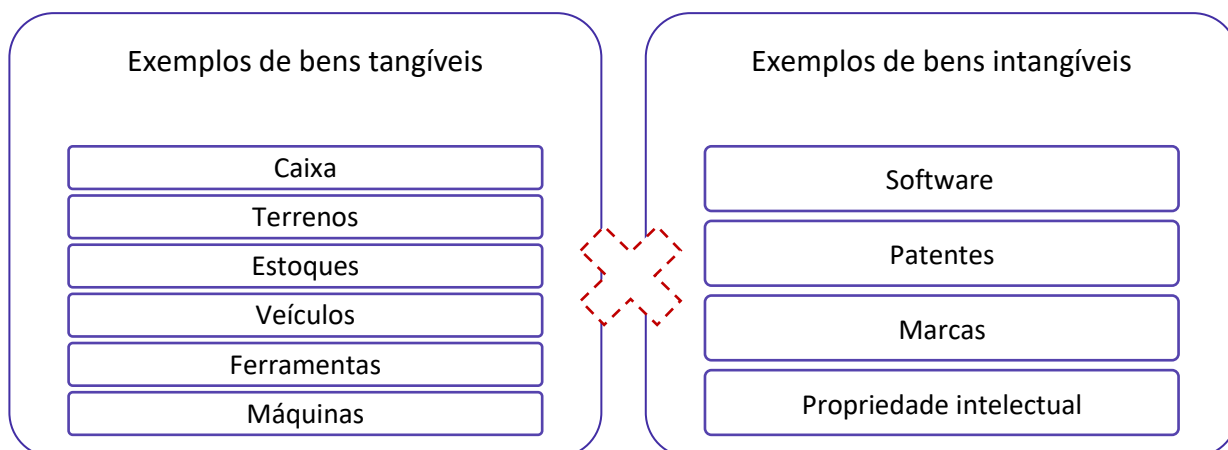 Exemplos de bens tangíveis
Caixa
Terrenos
Estoques
Veículos
Ferramentas
Máquinas
Exemplos de bens intangíveis
Software
Patentes
Marcas
Propriedade intelectual